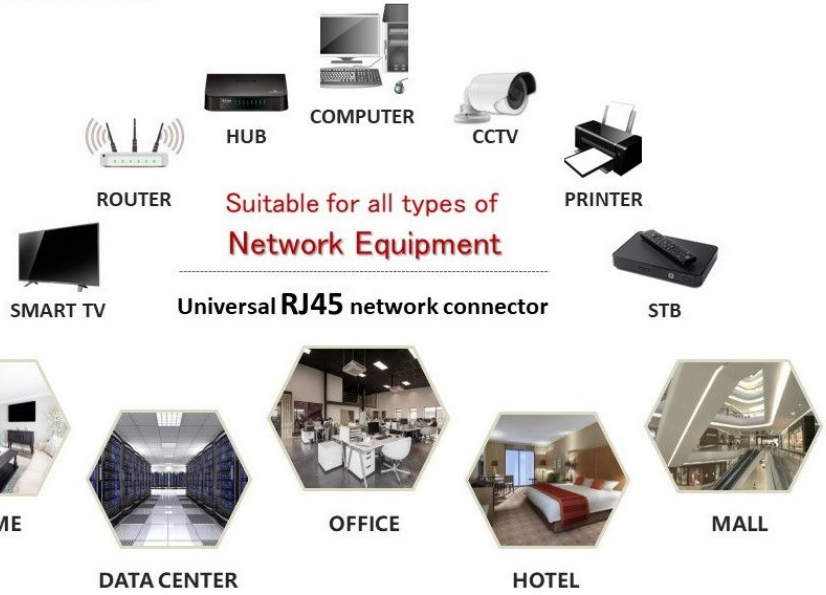 COMPUTER
HUB
CCTV
ROUTER
PRINTER
Suitable for all types of
Network Equipment
SMART TV
Universal RJ45 network connector
STB
ME
OFFICE
MALL
DATA CENTER
HOTEL